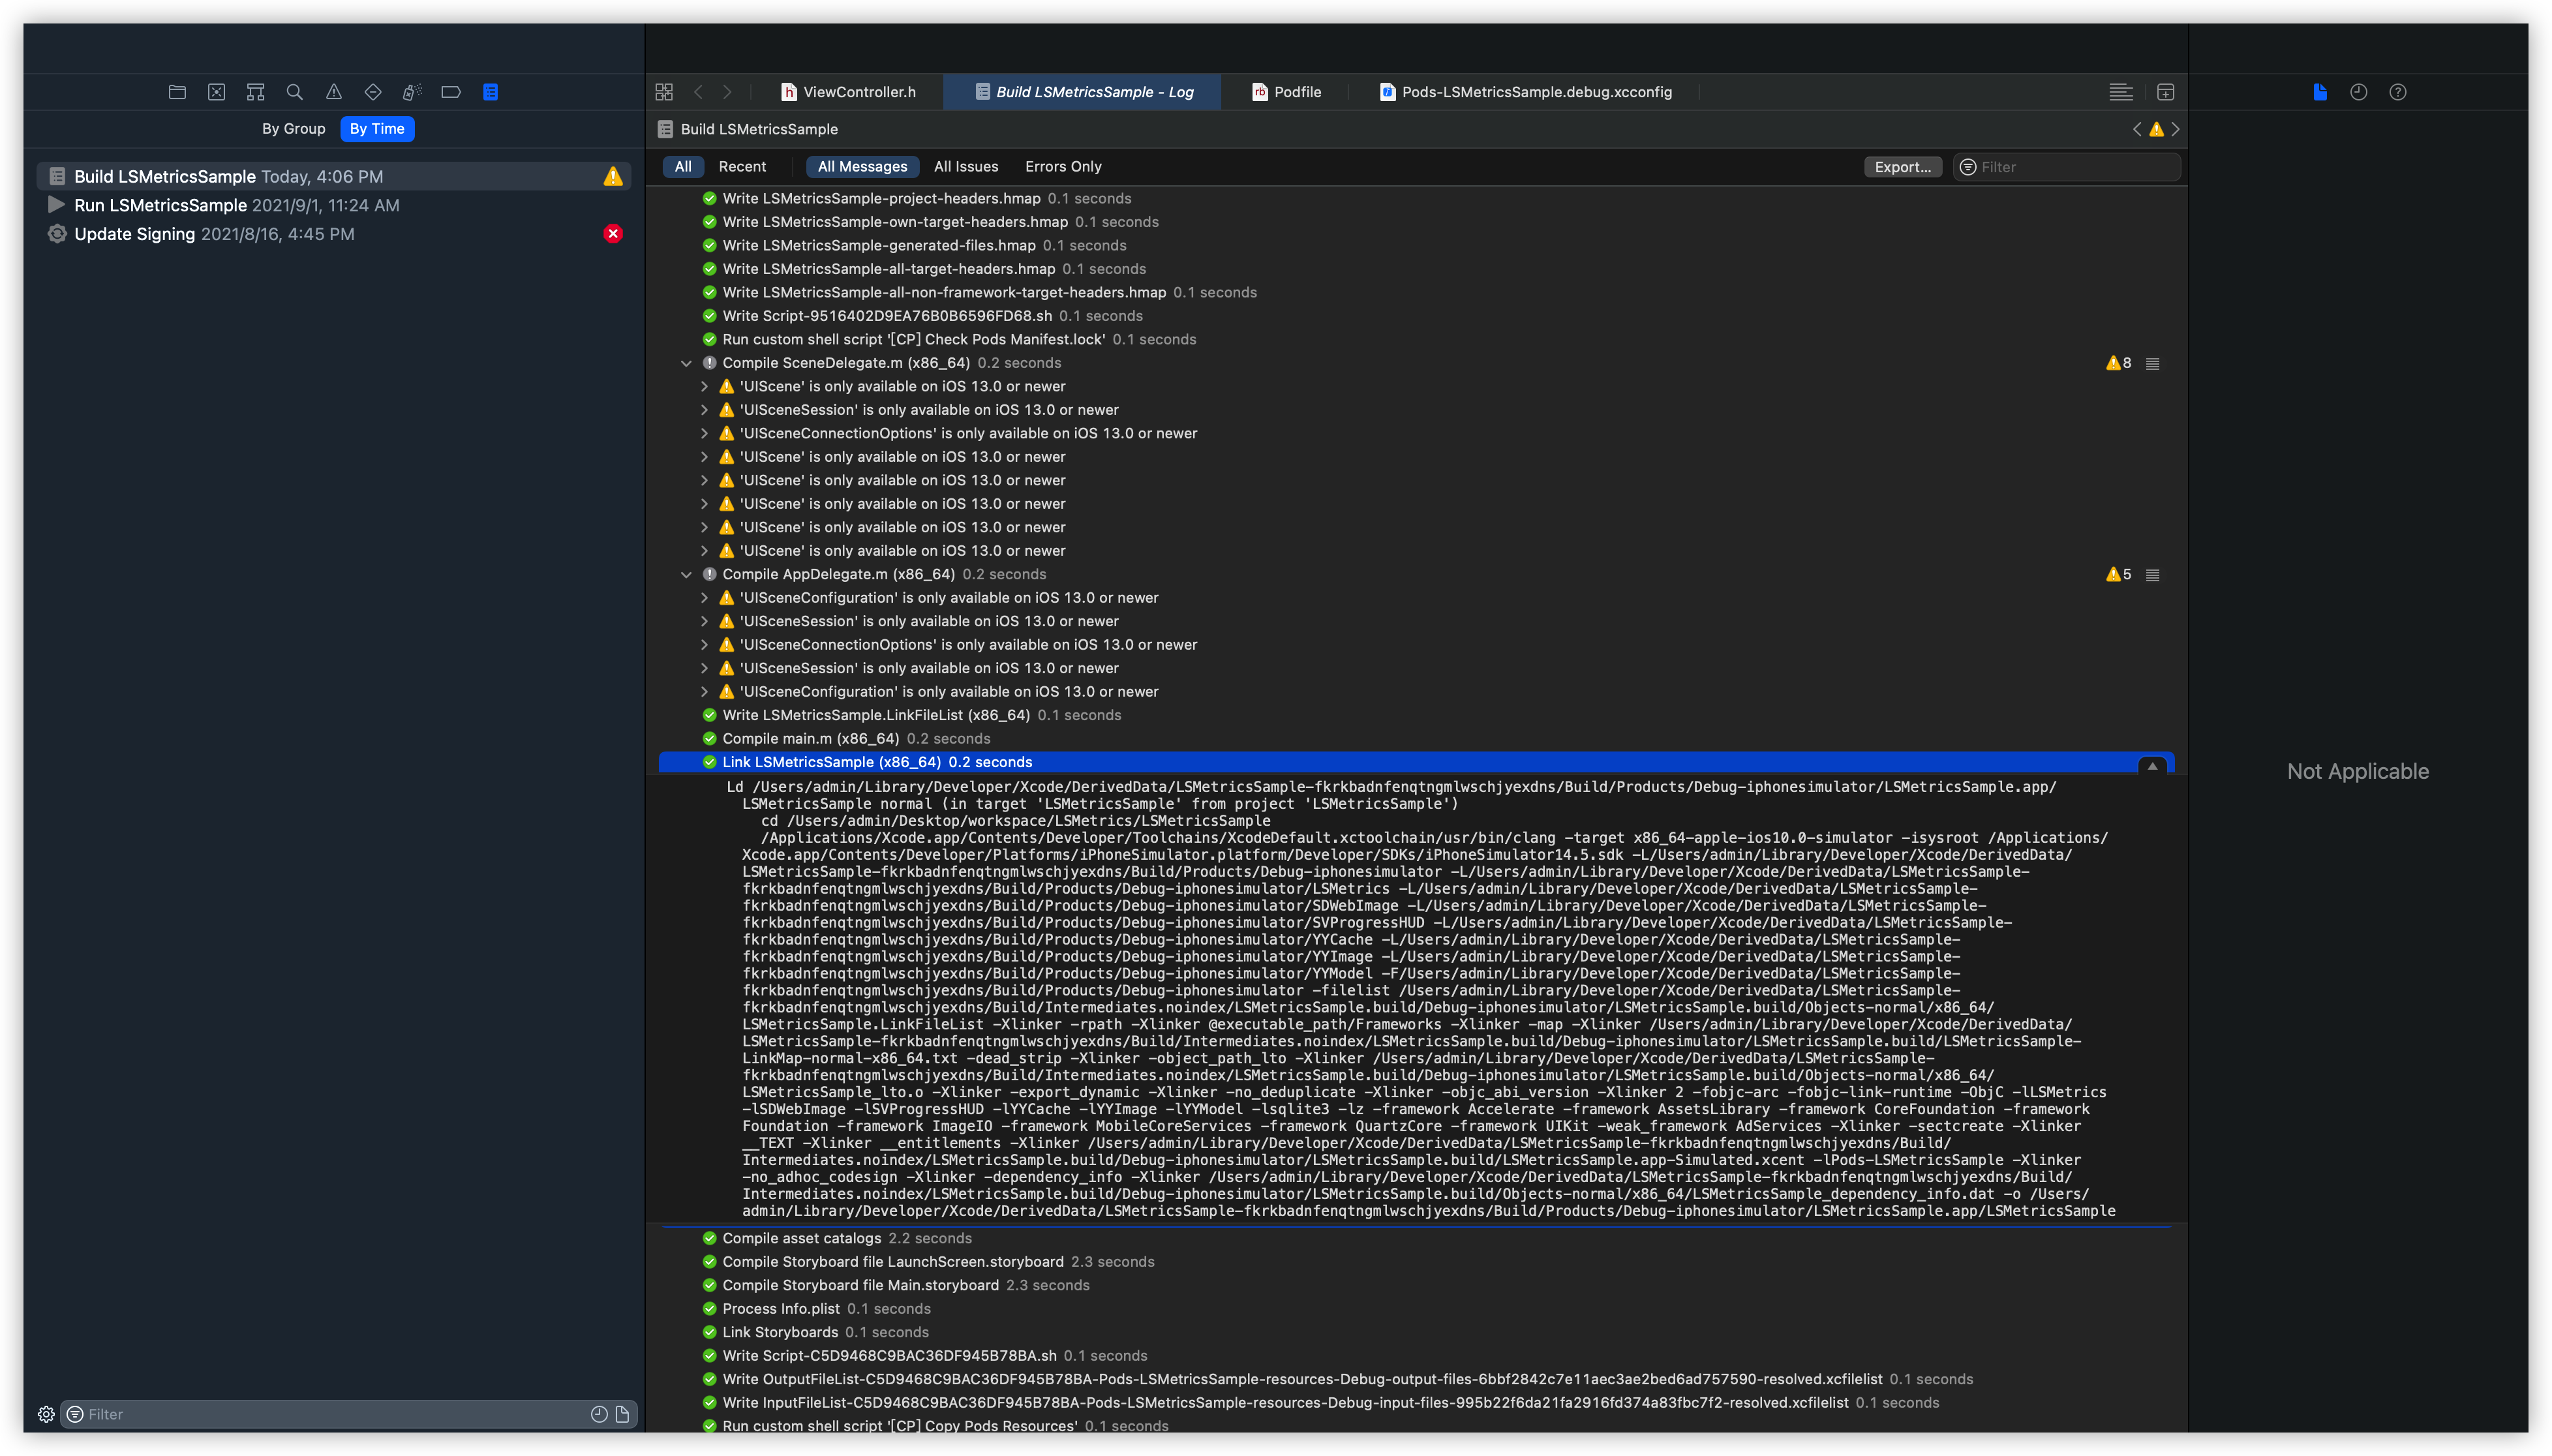 ViewController.h
Build LSMetricsSample - Log
Podfile
Pods-LSMetricsSample.debug.xcconfig
By Group
By Time
Build LSMetricsSample
Build LSMetricsSample Today, 4:06 PM
Run LSMetricsSample 2021/9/1, 11:24 AM
Update Signing 2021/8/16, 4:45 PM
All
Recent
All Messages
All Issues
Errors Only
Export...
Filter
Write LSMetricsSample-project-headers.hmap 0.1 seconds
Write LSMetricsSample-own-target-headers.hmap 0.1 seconds
Write LSMetricsSample-generated-files.hmap 0.1 seconds
Write LSMetricsSample-all-target-headers.hmap 0.1 seconds
Write LSMetricsSample-all-non-framework-target-headers.hmap 0.1 seconds
Write Script-9516402D9EA76B0B6596FD68.sh 0.1 seconds
Run custom shell script '[CP] Check Pods Manifest.lock' 0.1 seconds
Compile SceneDelegate.m (x86_64) 0.2 seconds 8
'UIScene' is only available on iOS 13.0 or newer
'UISceneSession' is only available on iOS 13.0 or newer
'UISceneConnectionOptions' is only available on iOS 13.0 or newer
'UIScene' is only available on iOS 13.0 or newer
'UIScene' is only available on iOS 13.0 or newer
'UIScene' is only available on iOS 13.0 or newer
'UIScene' is only available on iOS 13.0 or newer
'UIScene' is only available on iOS 13.0 or newer
Compile AppDelegate.m (x86_64) 0.2 seconds 5
'UISceneConfiguration' is only available on iOS 13.0 or newer
'UISceneSession' is only available on iOS 13.0 or newer
'UISceneConnectionOptions' is only available on iOS 13.0 or newer
'UISceneSession' is only available on iOS 13.0 or newer
'UISceneConfiguration' is only available on iOS 13.0 or newer
Write LSMetricsSample.LinkFileList (x86_64) 0.1 seconds
Compile main.m (x86_64) 0.2 seconds
Link LSMetricsSample (x86_64) 0.2 seconds
Ld /Users/admin/Library/Developer/Xcode/DerivedData/LSMetricsSample-fkrkbadnfenqtngmlwschjyexdns/Build/Products/Debug-iphonesimulator/LSMetricsSample.app/
LSMetricsSample normal (in target 'LSMetricsSample' from project 'LSMetricsSample')
cd /Users/admin/Desktop/workspace/LSMetrics/LSMetricsSample
/Applications/Xcode.app/Contents/Developer/Toolchains/XcodeDefault.xctoolchain/usr/bin/clang -target x86_64-apple-ios10.0-simulator -isysroot /Applications/
Xcode.app/Contents/Developer/Platforms/iPhoneSimulator.platform/Developer/SDKs/iPhoneSimulator14.5.sdk -L/Users/admin/Library/Developer/Xcode/DerivedData/
LSMetricsSample-fkrkbadnfenqtngmlwschjyexdns/Build/Products/Debug-iphonesimulator -L/Users/admin/Library/Developer/Xcode/DerivedData/LSMetricsSample-
fkrkbadnfenqtngmlwschjyexdns/Build/Products/Debug-iphonesimulator/LSMetrics -L/Users/admin/Library/Developer/Xcode/DerivedData/LSMetricsSample-
fkrkbadnfenqtngmlwschjyexdns/Build/Products/Debug-iphonesimulator/SDWebImage -L/Users/admin/Library/Developer/Xcode/DerivedData/LSMetricsSample-
fkrkbadnfenqtngmlwschjyexdns/Build/Products/Debug-iphonesimulator/SVProgressHUD -L/Users/admin/Library/Developer/Xcode/DerivedData/LSMetricsSample-
fkrkbadnfenqtngmlwschjyexdns/Build/Products/Debug-iphonesimulator/YYCache -L/Users/admin/Library/Developer/Xcode/DerivedData/LSMetricsSample-
fkrkbadnfenqtngmlwschjyexdns/Build/Products/Debug-iphonesimulator/YYImage -L/Users/admin/Library/Developer/Xcode/DerivedData/LSMetricsSample-
fkrkbadnfenqtngmlwschjyexdns/Build/Products/Debug-iphonesimulator/YYModel -F/Users/admin/Library/Developer/Xcode/DerivedData/LSMetricsSample-
fkrkbadnfenqtngmlwschjyexdns/Build/Products/Debug-iphonesimulator -filelist /Users/admin/Library/Developer/Xcode/DerivedData/LSMetricsSample-
fkrkbadnfenqtngmlwschjyexdns/Build/Intermediates.noindex/LSMetricsSample.build/Debug-iphonesimulator/LSMetricsSample.build/Objects-normal/x86_64/
LSMetricsSample.LinkFileList -Xlinker -rpath -Xlinker @executable_path/Frameworks -Xlinker -map -Xlinker /Users/admin/Library/Developer/Xcode/DerivedData/
LSMetricsSample-fkrkbadnfenqtngmlwschjyexdns/Build/Intermediates.noindex/LSMetricsSample.build/Debug-iphonesimulator/LSMetricsSample.build/LSMetricsSample-
LinkMap-normal-x86_64.txt -dead_strip -Xlinker -object_path_lto -Xlinker /Users/admin/Library/Developer/Xcode/DerivedData/LSMetricsSample-
fkrkbadnfenqtngmlwschjyexdns/Build/Intermediates.noindex/LSMetricsSample.build/Debug-iphonesimulator/LSMetricsSample.build/Objects-normal/x86_64/
LSMetricsSample_lto.o -Xlinker -export_dynamic -Xlinker -no_deduplicate -Xlinker -objc_abi_version -Xlinker 2 -fobjc-arc -fobjc-link-runtime -ObjC -lLSMetrics
-lSDWebImage -lSVProgressHUD -lYYCache -lYYImage -lYYModel -lsqlite3 -lz -framework Accelerate -framework AssetsLibrary -framework CoreFoundation -framework
Foundation -framework ImageIO -framework MobileCoreServices -framework QuartzCore -framework UIKit -weak_framework AdServices -Xlinker -sectcreate -Xlinker
__TEXT -Xlinker __entitlements -Xlinker /Users/admin/Library/Developer/Xcode/DerivedData/LSMetricsSample-fkrkbadnfenqtngmlwschjyexdns/Build/
Intermediates.noindex/LSMetricsSample.build/Debug-iphonesimulator/LSMetricsSample.build/LSMetricsSample.app-Simulated.xcent -lPods-LSMetricsSample -Xlinker
-no_adhoc_codesign -Xlinker -dependency_info -Xlinker /Users/admin/Library/Developer/Xcode/DerivedData/LSMetricsSample-fkrkbadnfenqtngmlwschjyexdns/Build/
Intermediates.noindex/LSMetricsSample.build/Debug-iphonesimulator/LSMetricsSample.build/Objects-normal/x86_64/LSMetricsSample_dependency_info.dat -o /Users/
admin/Library/Developer/Xcode/DerivedData/LSMetricsSample-fkrkbadnfenqtngmlwschjyexdns/Build/Products/Debug-iphonesimulator/LSMetricsSample.app/LSMetricsSample
Compile asset catalogs 2.2 seconds
Compile Storyboard file LaunchScreen.storyboard 2.3 seconds
Compile Storyboard file Main.storyboard 2.3 seconds
Process Info.plist 0.1 seconds
Link Storyboards 0.1 seconds
Write Script-C5D9468C9BAC36DF945B78BA.sh 0.1 seconds
Write OutputFileList-C5D9468C9BAC36DF945B78BA-Pods-LSMetricsSample-resources-Debug-output-files-6bbf2842c7e11aec3ae2bed6ad757590-resolved.xcfilelist 0.1 seconds
Write InputFileList-C5D9468C9BAC36DF945B78BA-Pods-LSMetricsSample-resources-Debug-input-files-995b22f6da21fa2916fd374a83fbc7f2-resolved.xcfilelist 0.1 seconds
Run custom shell script '[CP] Copy Pods Resources' 0.1 seconds
Not Applicable
Filter